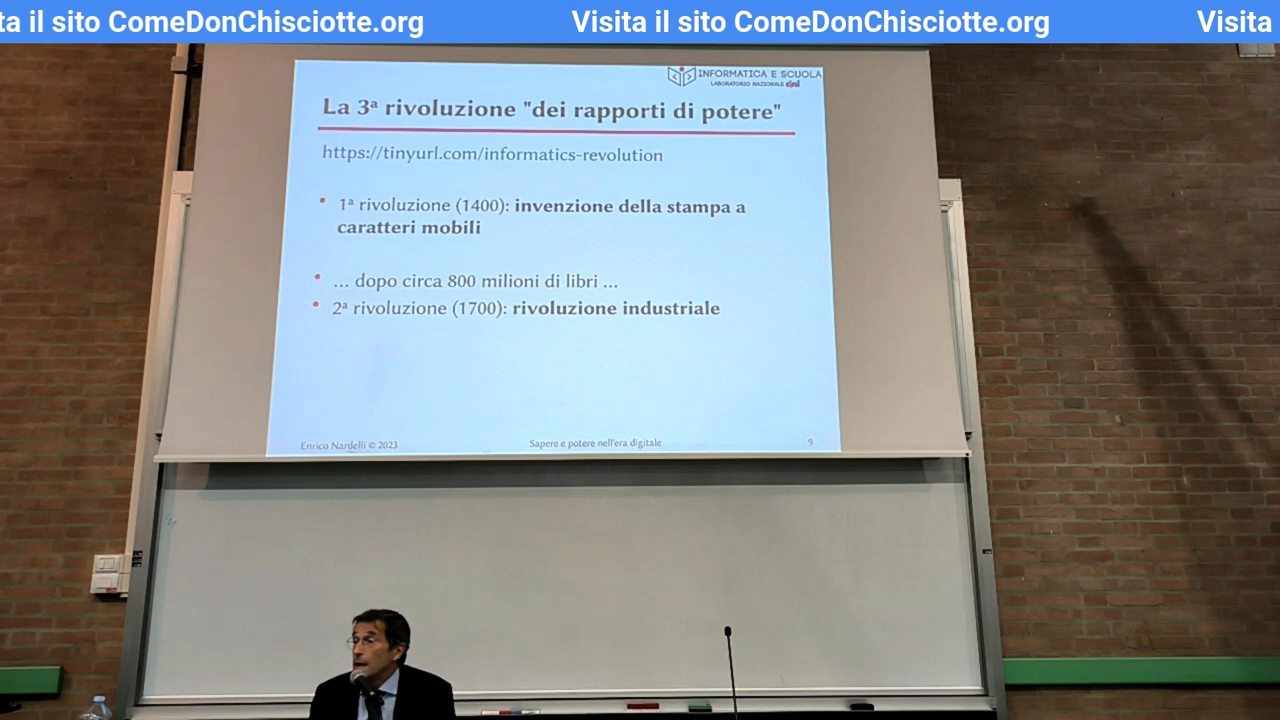 ta il sito ComeDonChisciotte.org Visita il sito ComeDonChisciotte.org Visita
INFORMATICA E SCUOLA
LABORATORIO NAZIONALE cini
La 3ª rivoluzione "dei rapporti di potere"
https://tinyurl.com/informatics-revolution
• 1ª rivoluzione (1400): invenzione della stampa a
caratteri mobili
• ... dopo circa 800 milioni di libri ...
• 2ª rivoluzione (1700): rivoluzione industriale
Enrico Nardelli © 2023 Sapere e potere nell'era digitale 9